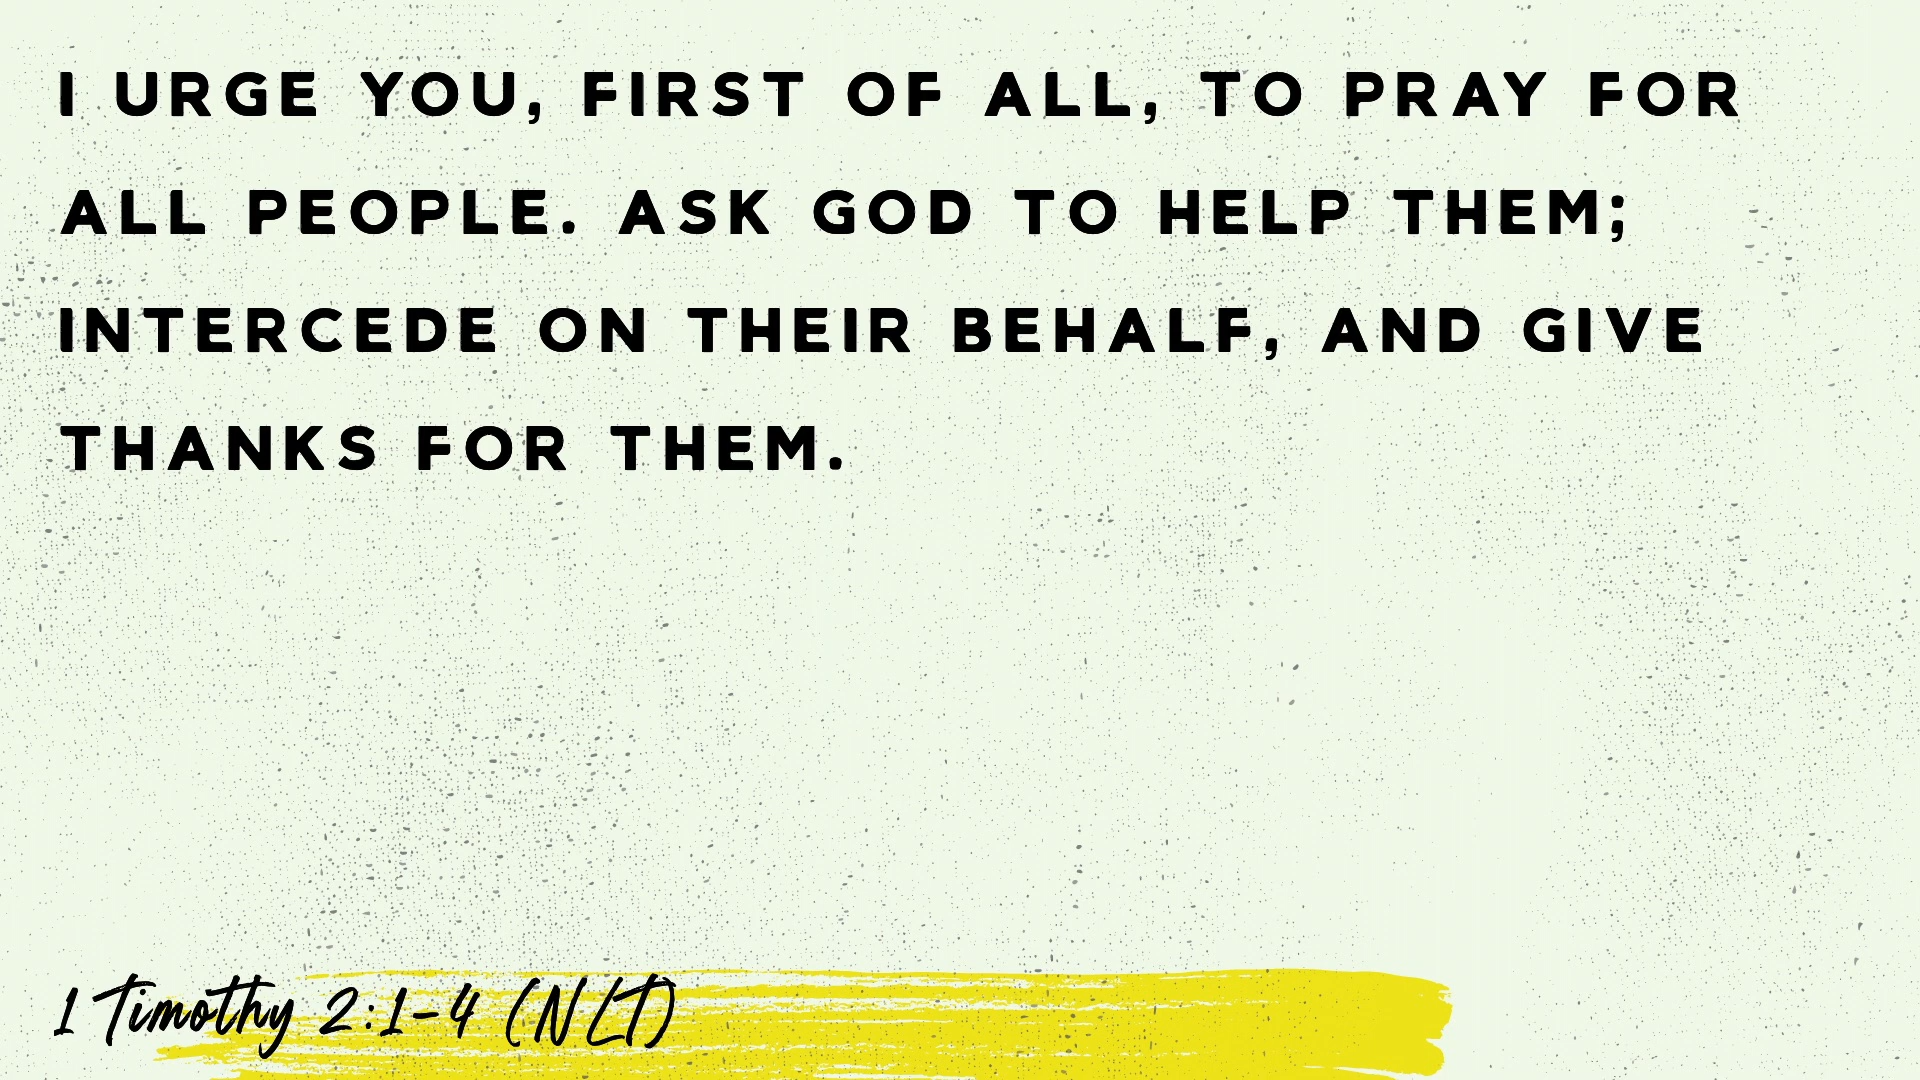 I URGE YOU, FIRST OF ALL, TO PRAY FOR
ALL PEOPLE. ASK GOD TO HELP THEM;
INTERCEDE ON THEIR BEHALF, AND GIVE
THANKS FOR THEM.
1 Timothy 2:1-4 (NLT)